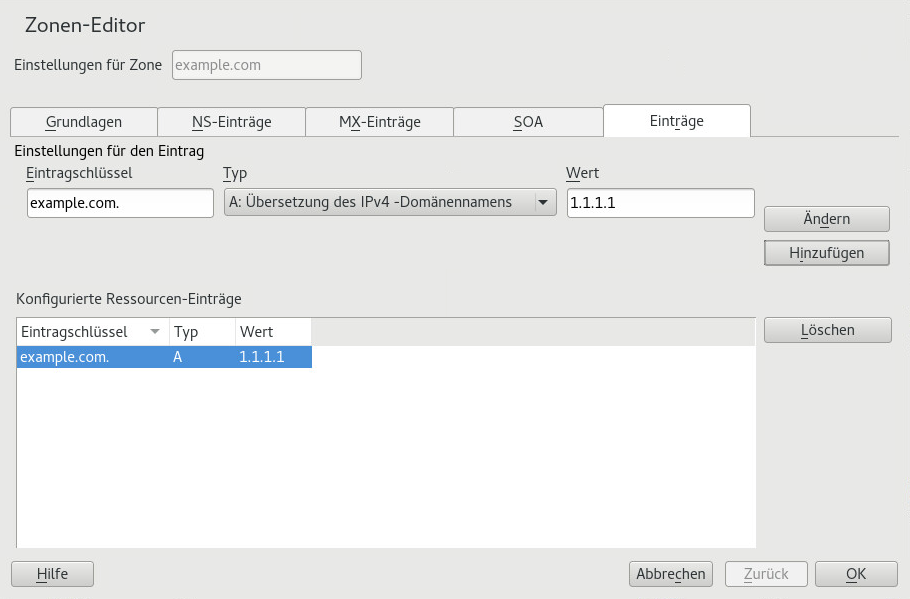 Zonen-Editor
Einstellungen für Zone example.com
Grundlagen NS-Einträge MX-Einträge SOA Einträge
Einstellungen für den Eintrag
Eintragschlüssel Typ Wert
example.com. A: Übersetzung des IPv4 -Domänennamens 1.1.1.1
Ändern
Hinzufügen
Konfigurierte Ressourcen-Einträge
Eintragschlüssel Typ Wert Löschen
example.com. A 1.1.1.1
Hilfe Abbrechen Zurück OK